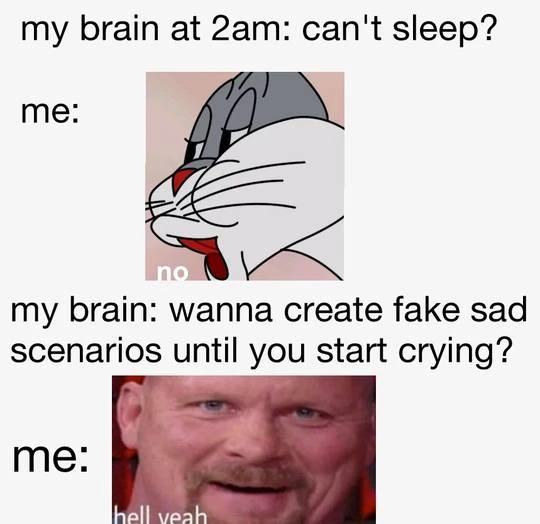 my brain at 2am: can't sleep?
me:
no
my brain: wanna create fake sad
scenarios until you start crying?
me:
hell yeah